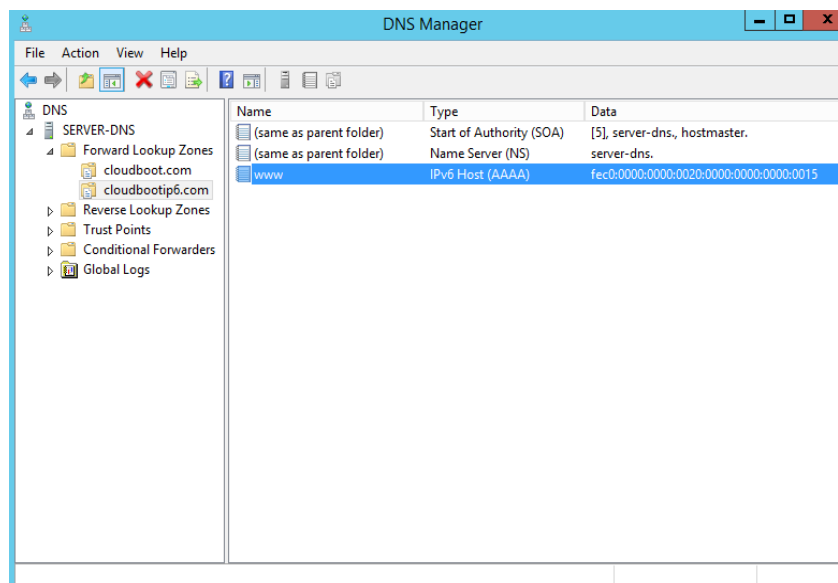 DNS Manager
File Action View Help
DNS
SERVER-DNS
Forward Lookup Zones
cloudboot.com
cloudbootip6.com
Reverse Lookup Zones
Trust Points
Conditional Forwarders
Global Logs
Name Type Data
(same as parent folder) Start of Authority (SOA) [5], server-dns., hostmaster.
(same as parent folder) Name Server (NS) server-dns.
www IPv6 Host (AAAA) fec0:0000:0000:0020:0000:0000:0000:0015